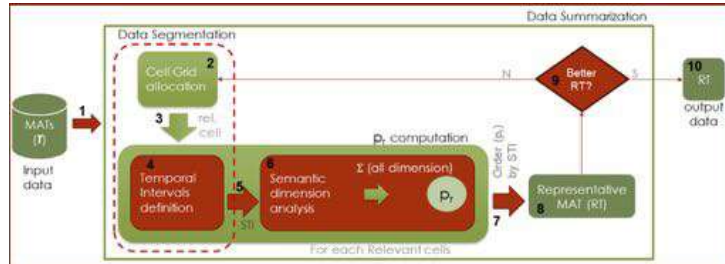 Data Summarization
Data Segmentation
2
Cell Grid
allocation
N
9 Better
RT?
S
10
RT
output
data
1
MATs
(T)
Input
data
3
rel.
cell
pr computation
4
Temporal
Intervals
definition
5
STI
6
Semantic
dimension
analysis
Σ (all dimension)
pr
Order (pr)
by STI
7
Representative
MAT (RT)
8
For each Relevant cells